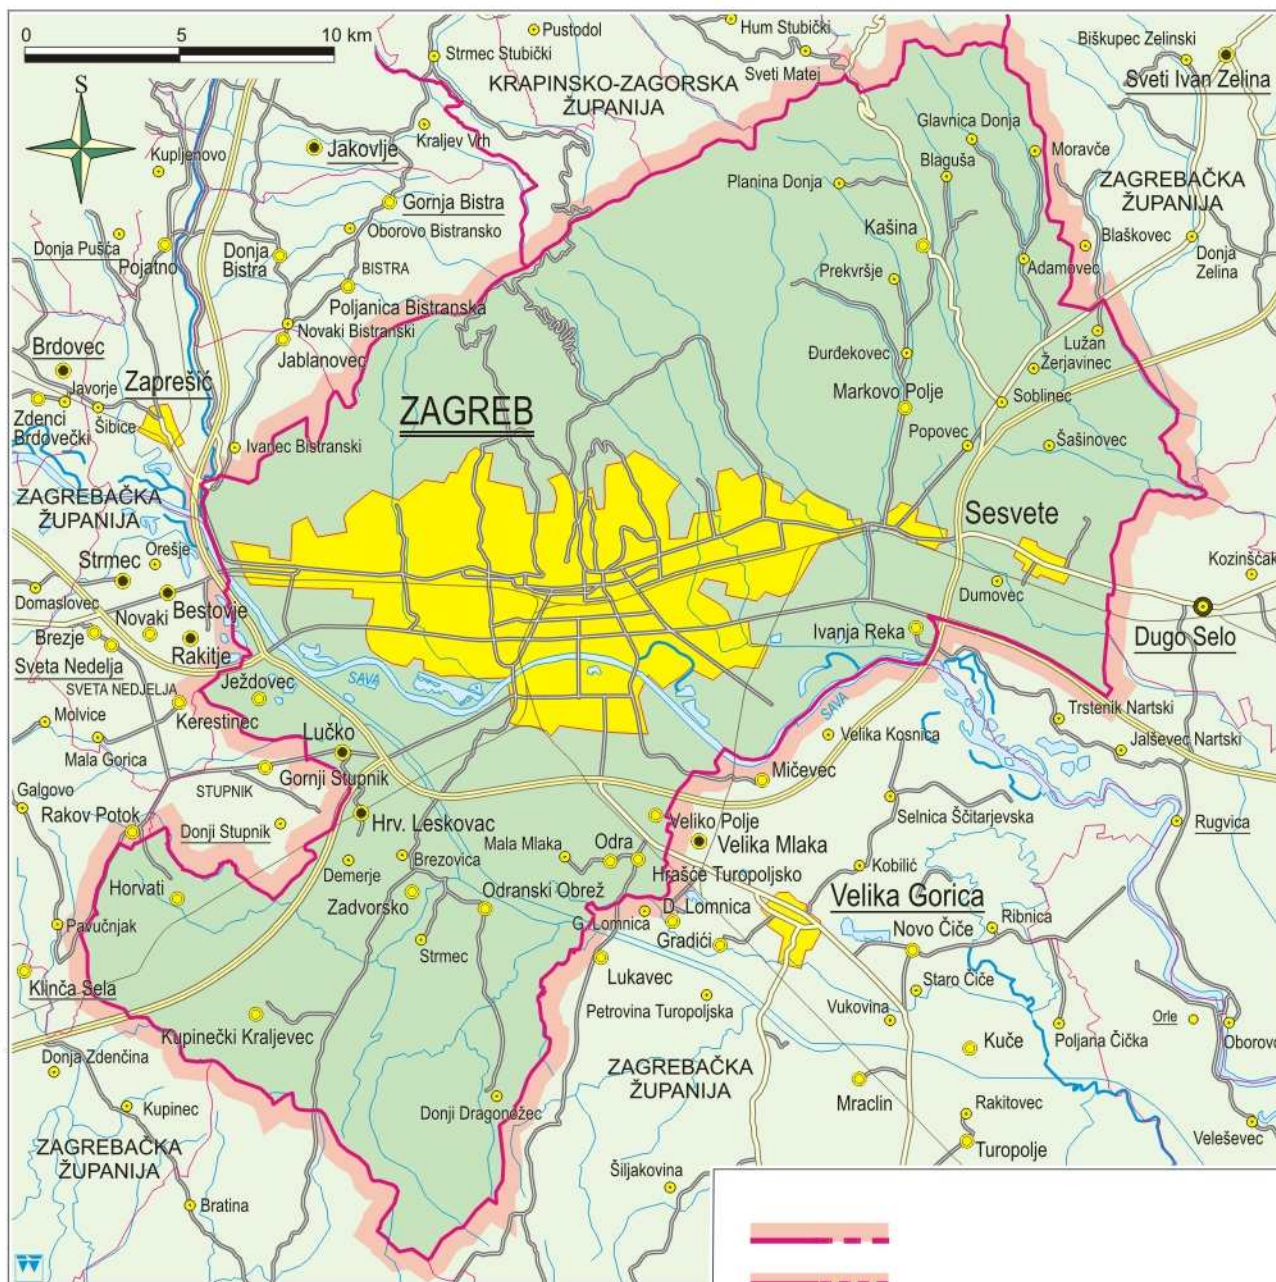 0 5 10 km
S
Pustodol
Hum Stubički
Strmec Stubički
Sveti Matej
Biškupec Zelinski
Sveti Ivan Zelina
KRAPINSKO-ZAGORSKA
ŽUPANIJA
Kraljev Vrh
Glavnica Donja
Moravče
Jakovlje
Kupljenovo
Blaguša
Planina Donja
ZAGREBAČKA
ŽUPANIJA
Gornja Bistra
Oborovo Bistransko
Kašina
Donja Pušća
Pojatno
Donja
Bistra
BISTRA
Blaškovec
Donja
Zelina
Adamovec
Prekvršje
Poljanica Bistranska
Novaki Bistranski
Jablanovec
Lužan
Žerjavinec
Đurđekovec
Brdovec
Javorje
Zaprešić
Zdenci
Brdovečki
Šibice
ZAGREB
Markovo Polje
Soblinec
Popovec
Šašinovec
Ivanec Bistranski
ZAGREBAČKA
ŽUPANIJA
Sesvete
Orešje
Strmec
Kozinščak
Domaslovec
Bestovje
Novaki
Dumovec
Brezje
Rakitje
Ivanja Reka
Dugo Selo
Sveta Nedelja
SVETA NEDJELJA
Ježdovec
SAVA
Kerestinec
SAVA
Trstenik Nartski
Molvice
Mala Gorica
Lučko
Velika Kosnica
Jalševec Nartski
Gornji Stupnik
Mičevec
STUPNIK
Galgovo
Rakov Potok
Donji Stupnik
Hrv. Leskovac
Veliko Polje
Selnica Ščitarjevska
Rugvica
Mala Mlaka
Odra
Velika Mlaka
Brezovica
Demerje
Kobilić
Hrašće Turopoljsko
Horvati
Zadvorsko
Odranski Obrež
Velika Gorica
D. Lomnica
G. Lomnica
Ribnica
Pavučnjak
Gradići
Novo Čiče
Strmec
Lukavec
Klinča Sela
Staro Čiče
Petrovina Turopoljska
Vukovina
Orle
Kupinečki Kraljevec
Kuče
Poljana Čička
Oborovo
Donja Zdenčina
ZAGREBAČKA
ŽUPANIJA
Mraclin
Kupinec
Donji Dragonožec
Rakitovec
Veleševec
ZAGREBAČKA
ŽUPANIJA
Turopolje
Šiljakovina
Bratina